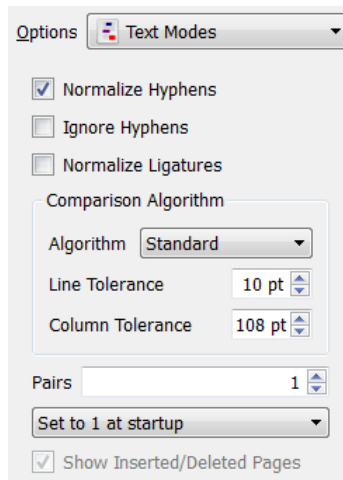 Options Text Modes
Normalize Hyphens
Ignore Hyphens
Normalize Ligatures
Comparison Algorithm
Algorithm Standard
Line Tolerance 10 pt
Column Tolerance 108 pt
Pairs 1
Set to 1 at startup
Show Inserted/Deleted Pages